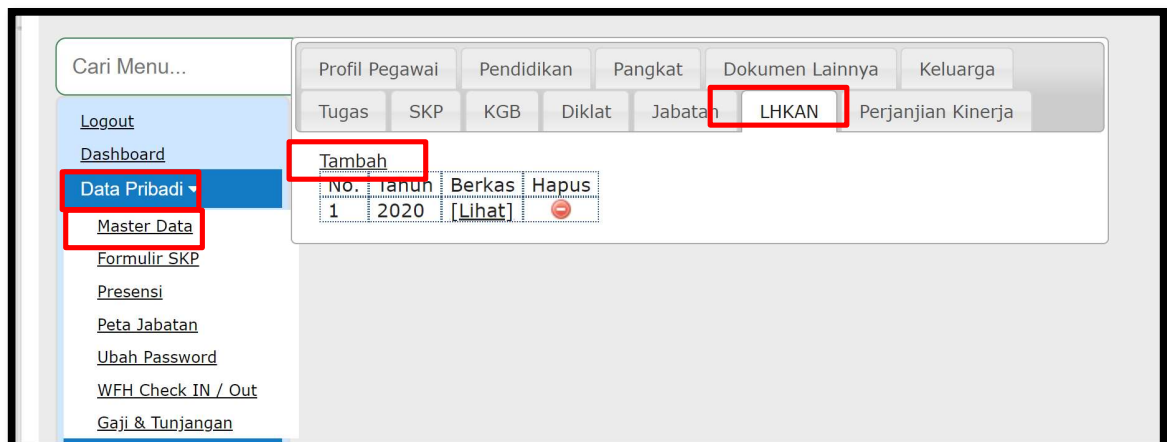 Cari Menu...
Logout
Dashboard
Data Pribadi
Master Data
Formulir SKP
Presensi
Peta Jabatan
Ubah Password
WFH Check IN / Out
Gaji & Tunjangan
Profil Pegawai Pendidikan Pangkat Dokumen Lainnya Keluarga
Tugas SKP KGB Diklat Jabatan LHKAN Perjanjian Kinerja
Tambah
No. Tahun Berkas Hapus
1 2020 [Lihat]